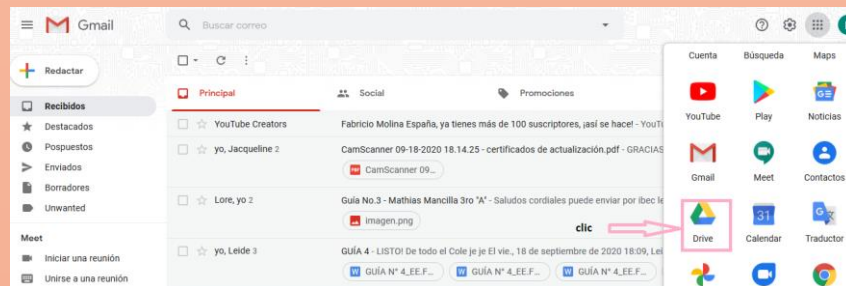 Gmail
Buscar correo
Redactar
Recibidos
Destacados
Pospuestos
Enviados
Borradores
Unwanted
Meet
Iniciar una reunión
Unirse a una reunión
Principal
Social
Promociones
YouTube Creators
Fabricio Molina España, ya tienes más de 100 suscriptores, ¡así se hace! - YouTu
yo, Jacqueline 2
CamScanner 09-18-2020 18.14.25 - certificados de actualización.pdf - GRACIAS
PDF CamScanner 09...
Lore, yo 2
Guia No.3 - Mathias Mancilla 3ro "A" - Saludos cordiales puede enviar por ibec le
imagen.png
clic
yo, Leide 3
GUÍA 4 - LISTO! De todo el Cole je je El vie., 18 de septiembre de 2020 18:09, Lei
W GUÍA N° 4_EE.F...
W GUÍA N° 4_EE.F...
W GUÍA N° 4_EE.F...
Cuenta
Búsqueda
Maps
YouTube
Play
Noticias
Gmail
Meet
Contactos
31
Drive
Calendar
Traductor